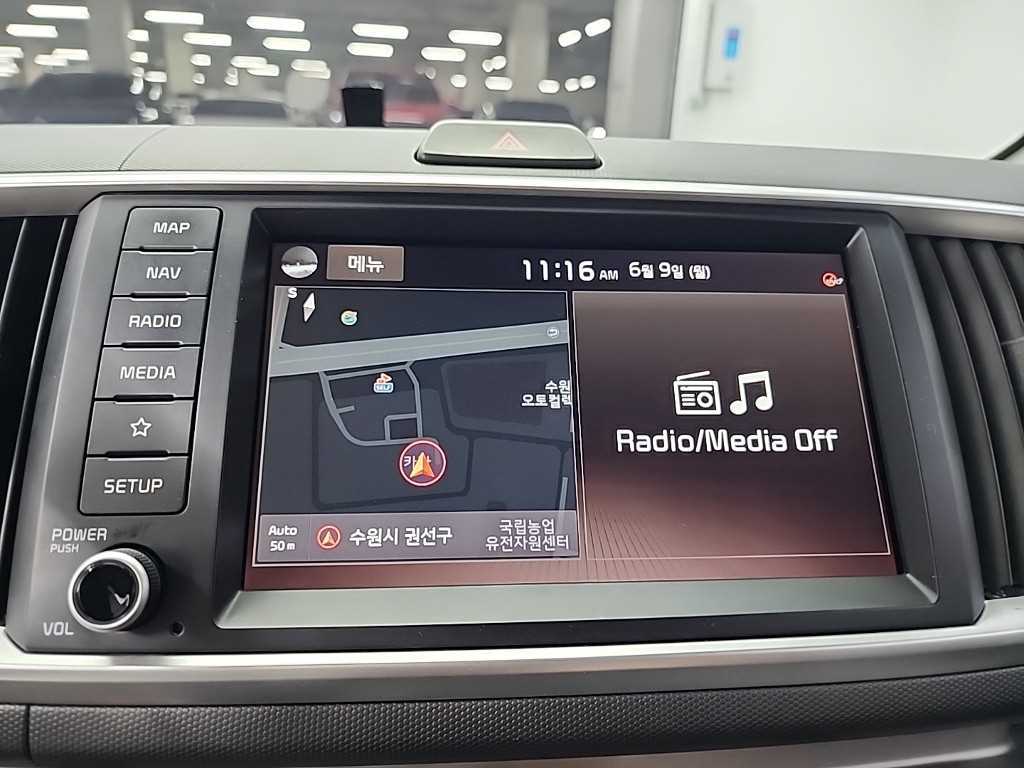 MAP
NAV
RADIO
MEDIA
SETUP
POWER
PUSH
VOL
메뉴
11:16 AM 6월 9일 (월)
S
수원
오토컬렉
SELF
Auto
50 m
수원시 권선구
국립농업
유전자원센터
Radio/Media Off